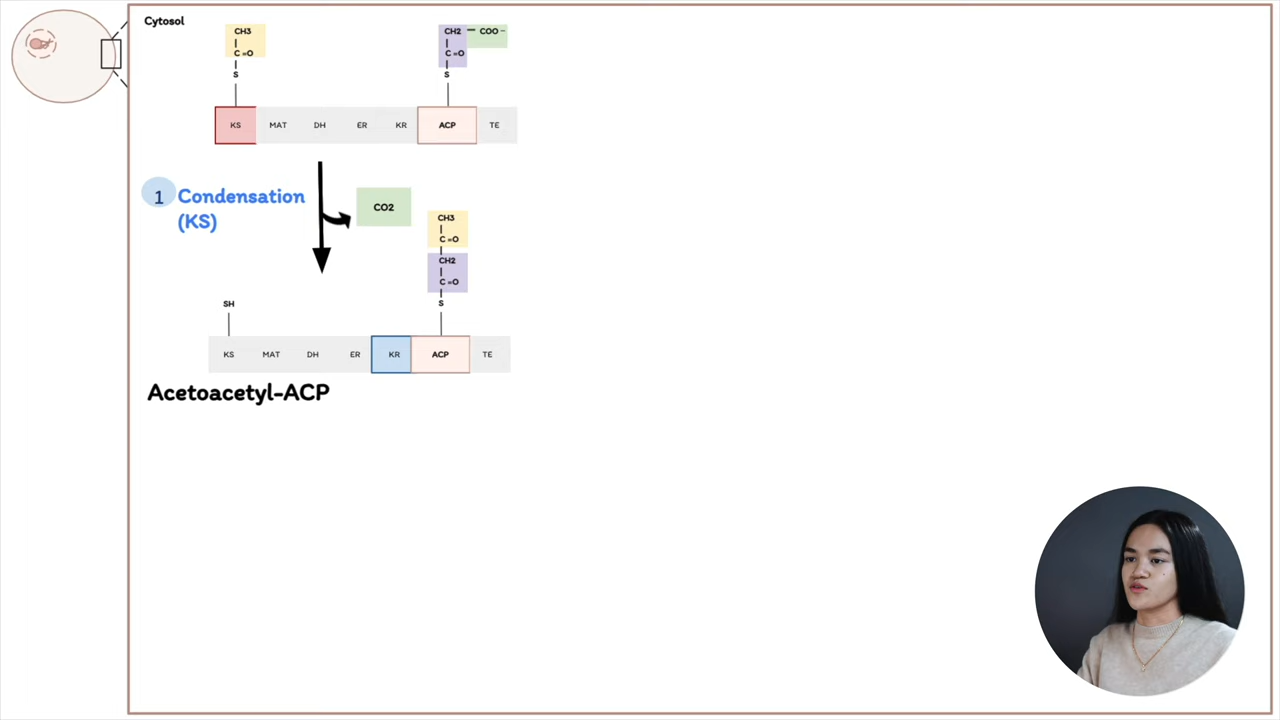 Cytosol
CH3
CH2 — COO −
C =O
C =O
S
S
KS MAT DH ER KR ACP TE
1 Condensation
(KS)
CO2
CH3
C =O
CH2
C =O
SH
S
KS MAT DH ER KR ACP TE
Acetoacetyl-ACP